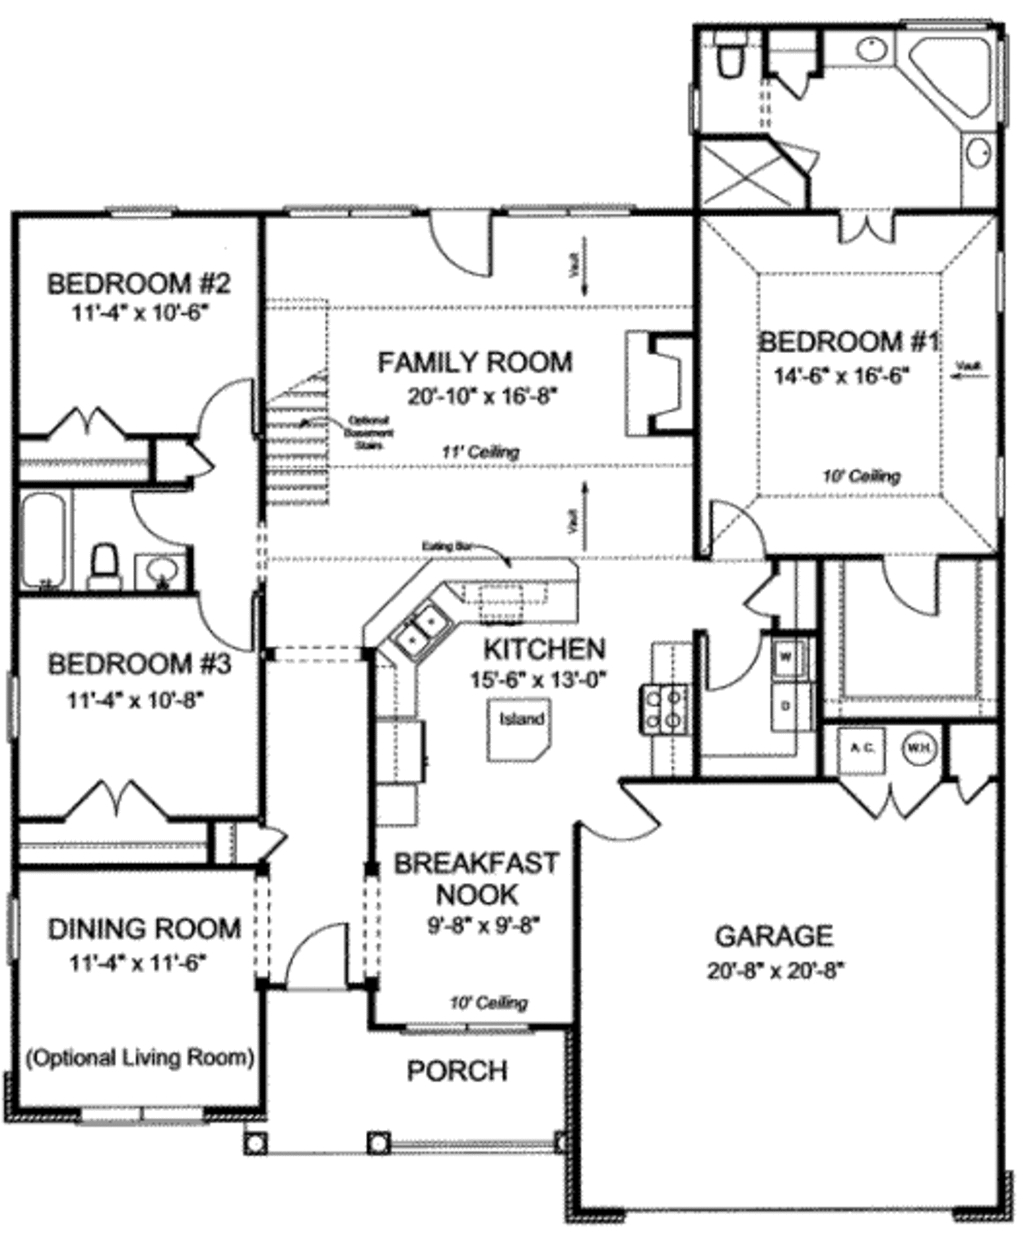 BEDROOM #2
11'-4" x 10'-6"
Vault
FAMILY ROOM
20'-10" x 16'-8"
BEDROOM #1
14'-6" x 16'-6"
Vault
Optional
Basement
Stairs
11' Ceiling
10' Ceiling
Vault
Eating Bar
BEDROOM #3
11'-4" x 10'-8"
KITCHEN
15'-6" x 13'-0"
Island
W
D
A.C.
W.H.
BREAKFAST
NOOK
9'-8" x 9'-8"
DINING ROOM
11'-4" x 11'-6"
GARAGE
20'-8" x 20'-8"
10' Ceiling
(Optional Living Room)
PORCH